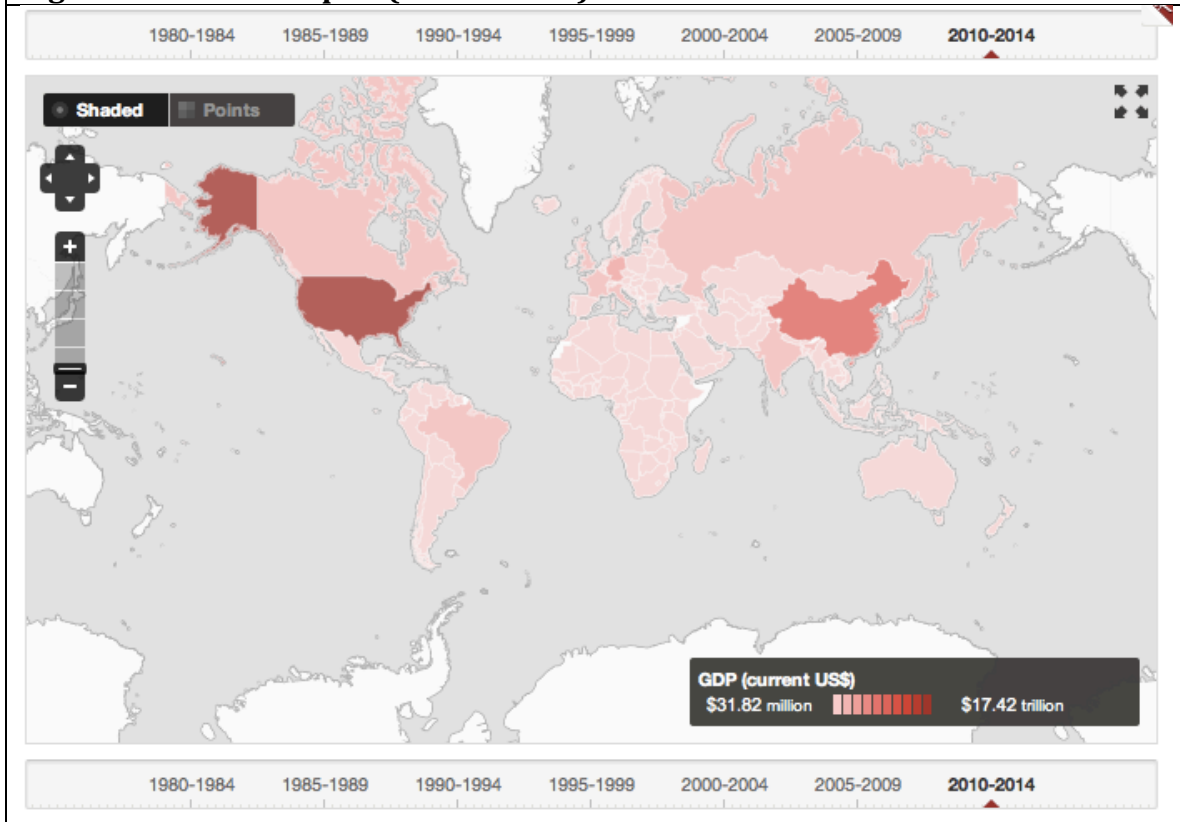 1980-1984 1985-1989 1990-1994 1995-1999 2000-2004 2005-2009 2010-2014
Shaded Points
+
−
GDP (current US$)
$31.82 million $17.42 trillion
1980-1984 1985-1989 1990-1994 1995-1999 2000-2004 2005-2009 2010-2014